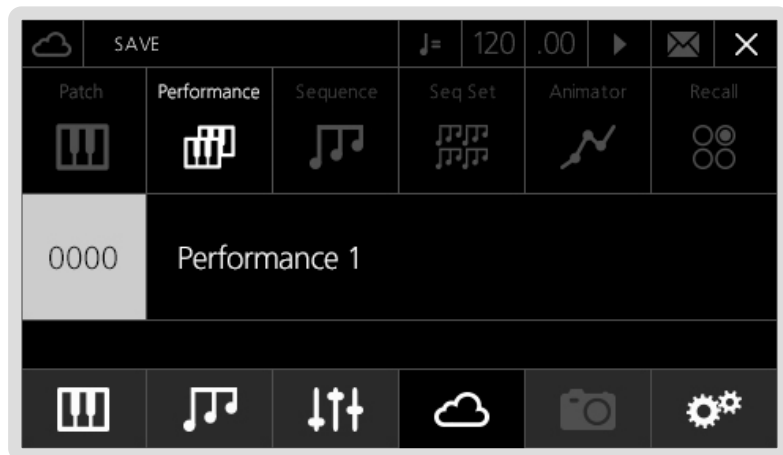 SAVE ♩= 120 .00
Patch Performance Sequence Seq Set Animator Recall
0000 Performance 1